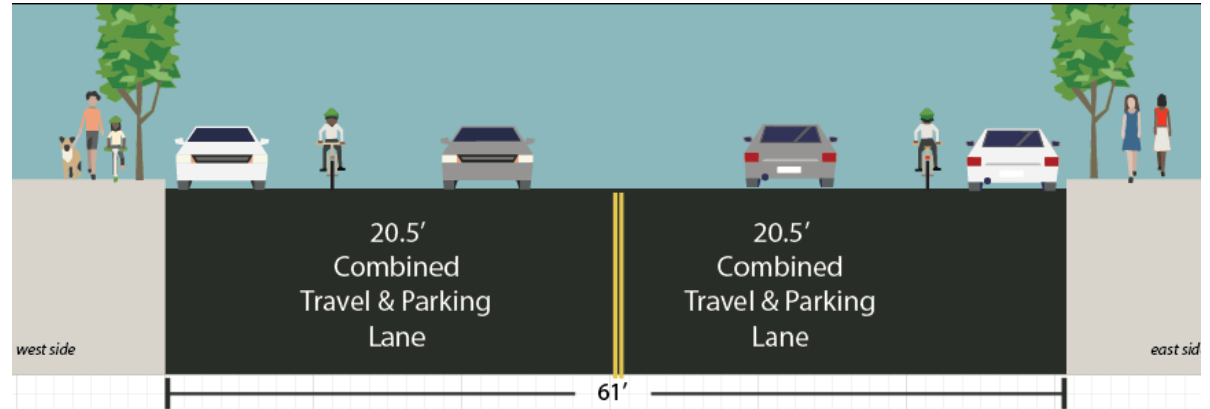 20.5′
Combined
Travel & Parking
Lane
20.5′
Combined
Travel & Parking
Lane
west side
east sid
61′